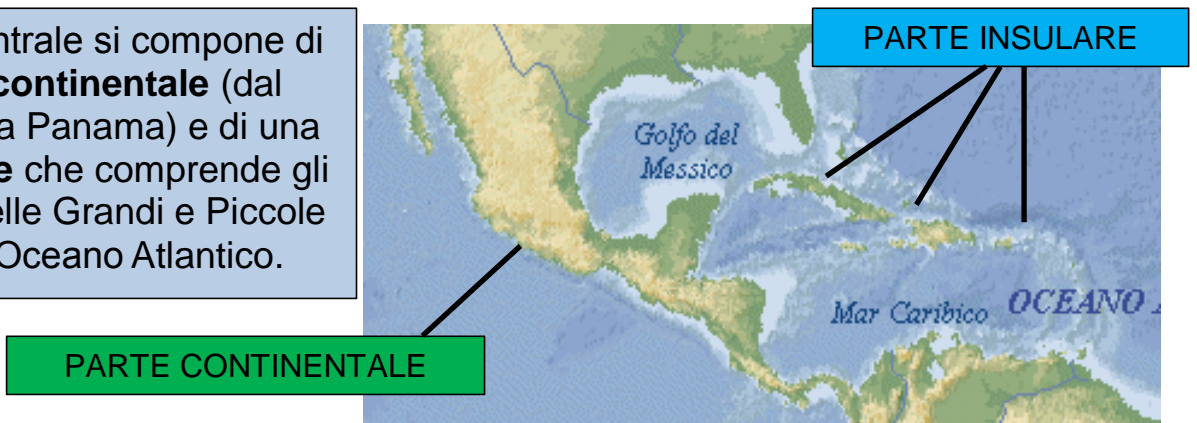 ntrale si compone di
continentale (dal
a Panama) e di una
e che comprende gli
elle Grandi e Piccole
Oceano Atlantico.
PARTE INSULARE
Golfo del
Messico
Mar Caribico
OCEANO
PARTE CONTINENTALE